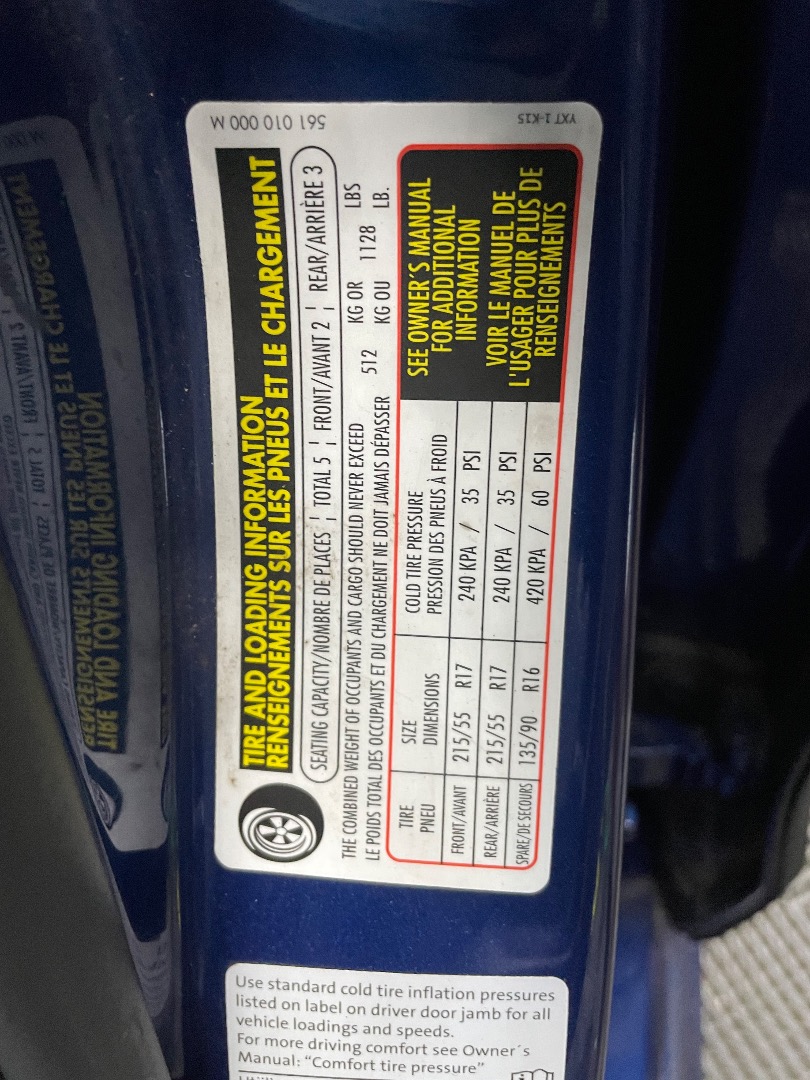 561 010 000 M
YXT 1-K15
TIRE AND LOADING INFORMATION
RENSEIGNEMENTS SUR LES PNEUS ET LE CHARGEMENT
SEATING CAPACITY/NOMBRE DE PLACES ¦ TOTAL 5 ¦ FRONT/AVANT 2 ¦ REAR/ARRIÈRE 3
THE COMBINED WEIGHT OF OCCUPANTS AND CARGO SHOULD NEVER EXCEED 512 KG OR 1128 LBS
LE POIDS TOTAL DES OCCUPANTS ET DU CHARGEMENT NE DOIT JAMAIS DÉPASSER KG OU LB.
TIRE SIZE COLD TIRE PRESSURE
PNEU DIMENSIONS PRESSION DES PNEUS À FROID
FRONT/AVANT 215/55 R17 240 KPA / 35 PSI
REAR/ARRIÈRE 215/55 R17 240 KPA / 35 PSI
SPARE/DE SECOURS 135/90 R16 420 KPA / 60 PSI
SEE OWNER'S MANUAL
FOR ADDITIONAL
INFORMATION
VOIR LE MANUEL DE
L'USAGER POUR PLUS DE
RENSEIGNEMENTS
Use standard cold tire inflation pressures
listed on label on driver door jamb for all
vehicle loadings and speeds.
For more driving comfort see Owner´s
Manual: “Comfort tire pressure”